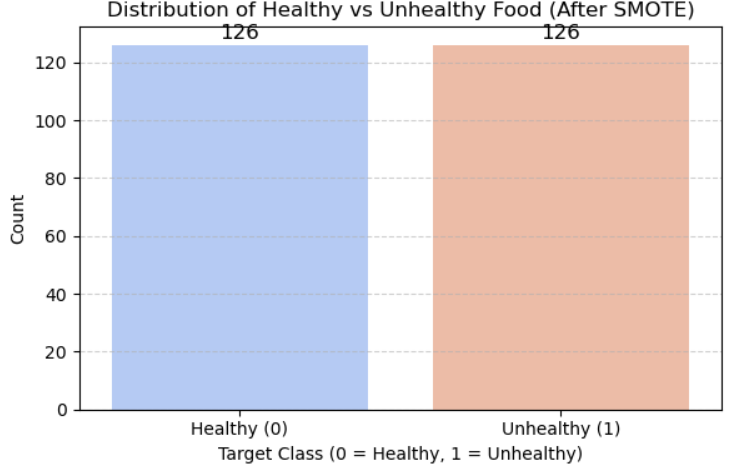 Distribution of Healthy vs Unhealthy Food (After SMOTE)
126 126
120
100
80
60
40
20
0
Count
Healthy (0) Unhealthy (1)
Target Class (0 = Healthy, 1 = Unhealthy)